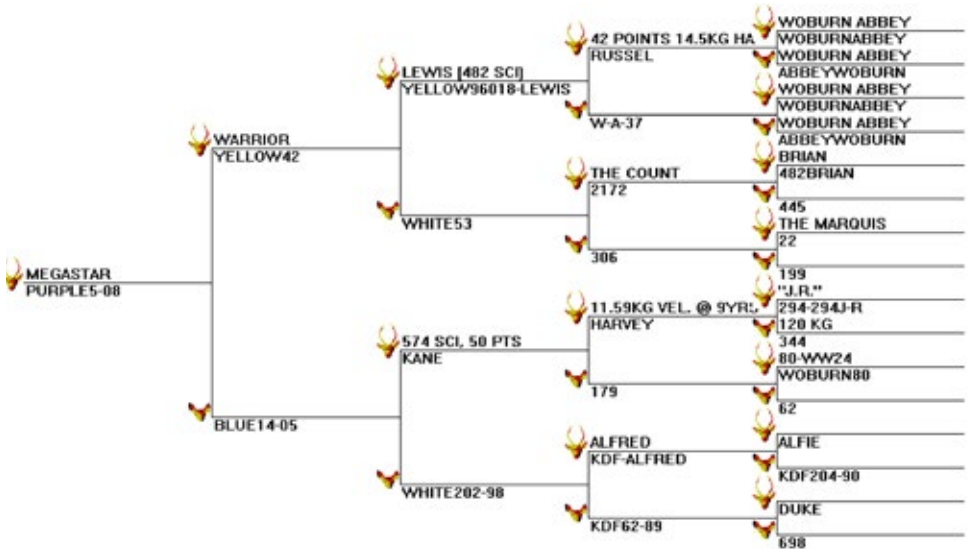 MEGASTAR
PURPLE5-08
WARRIOR
YELLOW42
BLUE14-05
LEWIS [482 SCI]
YELLOW96018-LEWIS
WHITE53
574 SCI, 50 PTS
KANE
WHITE202-98
42 POINTS 14.5KG HA
RUSSEL
W-A-37
THE COUNT
2172
306
11.59KG VEL. @ 9YRS
HARVEY
179
ALFRED
KDF-ALFRED
KDF62-89
WOBURN ABBEY
WOBURNABBEY
WOBURN ABBEY
ABBEYWOBURN
WOBURN ABBEY
WOBURNABBEY
WOBURN ABBEY
ABBEYWOBURN
BRIAN
482BRIAN
445
THE MARQUIS
22
199
"J.R."
294-294J-R
120 KG
344
80-WW24
WOBURN80
62
ALFIE
KDF204-90
DUKE
698